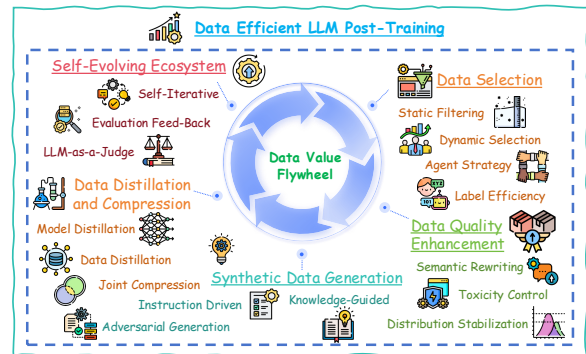 Data Efficient LLM Post-Training
Self-Evolving Ecosystem
Self-Iterative
Evaluation Feed-Back
LLM-as-a-Judge
Data Selection
Static Filtering
Dynamic Selection
Agent Strategy
Label Efficiency
Data Value
Flywheel
Data Distillation
and Compression
Model Distillation
Data Distillation
Joint Compression
Data Quality
Enhancement
Semantic Rewriting
Toxicity Control
Distribution Stabilization
Synthetic Data Generation
Instruction Driven
Knowledge-Guided
Adversarial Generation